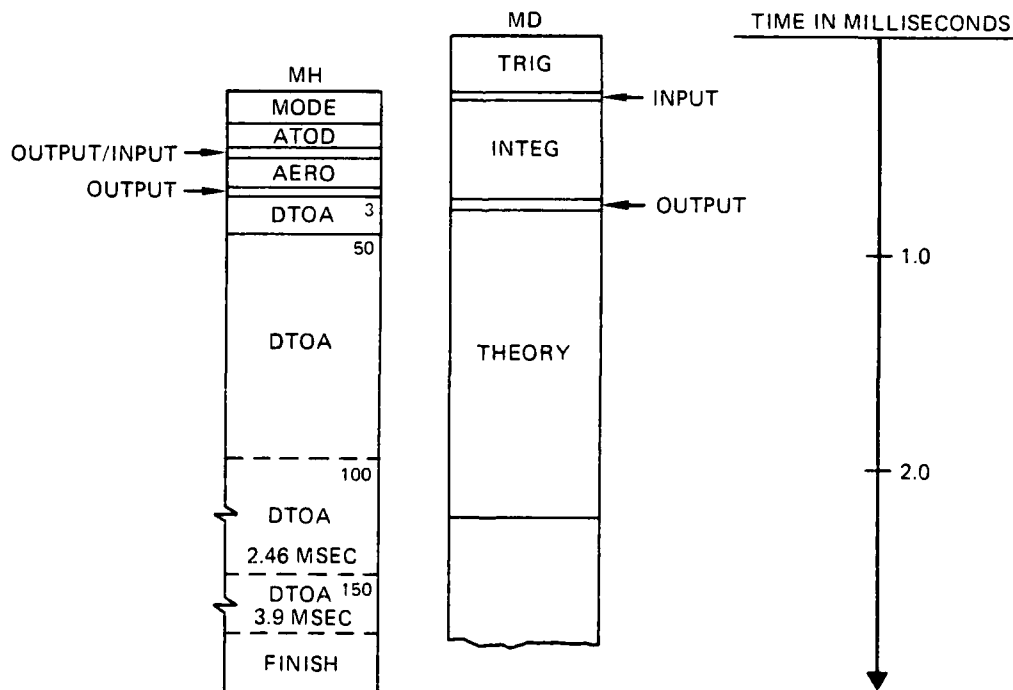 MD
TIME IN MILLISECONDS
TRIG
MH
INPUT
MODE
ATOD
OUTPUT/INPUT
INTEG
AERO
OUTPUT
OUTPUT
DTOA 3
50
1.0
DTOA
THEORY
100
2.0
DTOA
2.46 MSEC
DTOA 150
3.9 MSEC
FINISH